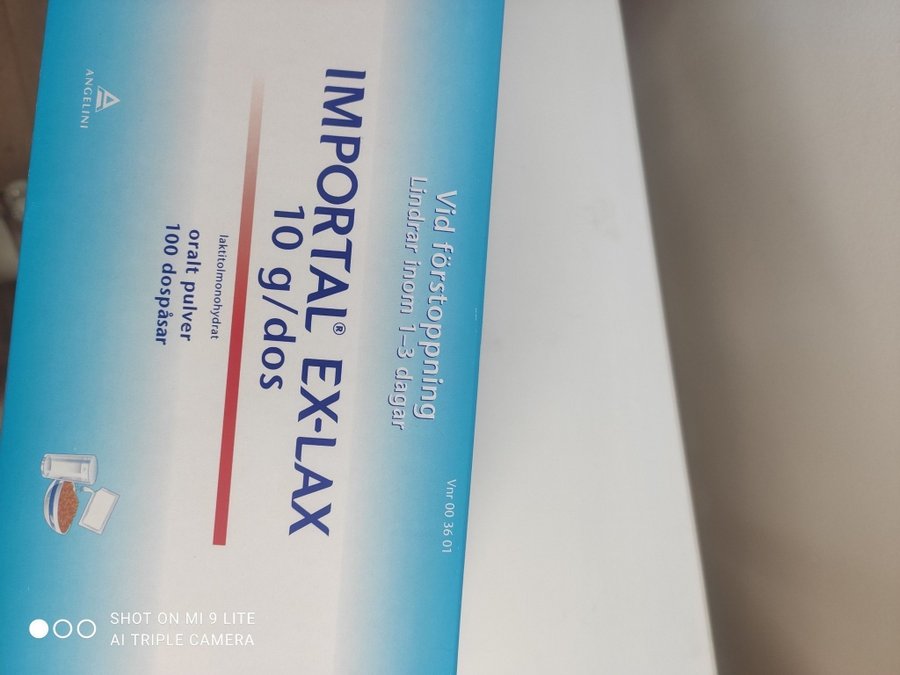 Vid förstoppning
Lindrar inom 1-3 dagar
Vnr 00 36 01
IMPORTAL® EX-LAX
10 g/dos
laktitolmonohydrat
oralt pulver
100 dospåsar
ANGELINI
SHOT ON MI 9 LITE
AI TRIPLE CAMERA